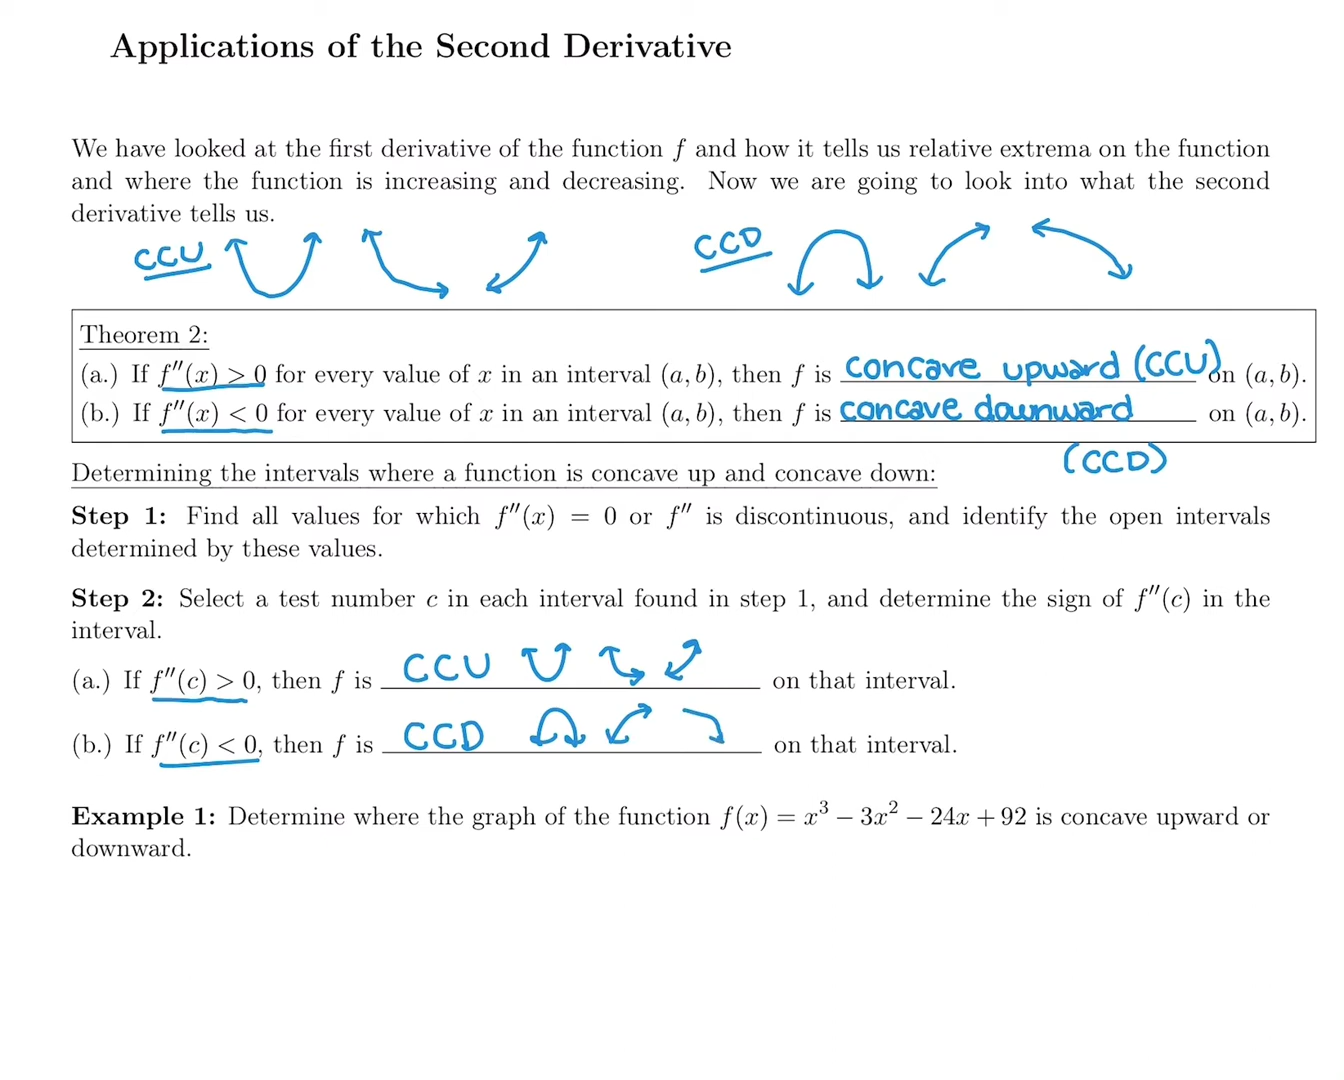 Applications of the Second Derivative
We have looked at the first derivative of the function f and how it tells us relative extrema on the function
and where the function is increasing and decreasing. Now we are going to look into what the second
derivative tells us.
CCU CCD
Theorem 2:
(a.) If f″(x) > 0 for every value of x in an interval (a, b), then f is concave upward (CCU) on (a, b).
(b.) If f″(x) < 0 for every value of x in an interval (a, b), then f is concave downward on (a, b).
(CCD)
Determining the intervals where a function is concave up and concave down:
Step 1: Find all values for which f″(x) = 0 or f″ is discontinuous, and identify the open intervals
determined by these values.
Step 2: Select a test number c in each interval found in step 1, and determine the sign of f″(c) in the
interval.
(a.) If f″(c) > 0, then f is CCU on that interval.
(b.) If f″(c) < 0, then f is CCD on that interval.
Example 1: Determine where the graph of the function f(x) = x³ − 3x² − 24x + 92 is concave upward or
downward.